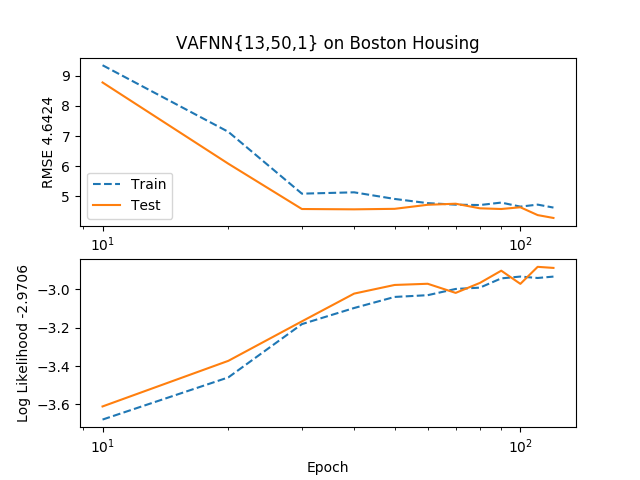 VAFNN{13,50,1} on Boston Housing
RMSE 4.6424
9
8
7
6
5
Train
Test
10¹
10²
Log Likelihood -2.9706
−3.0
−3.2
−3.4
−3.6
10¹
10²
Epoch